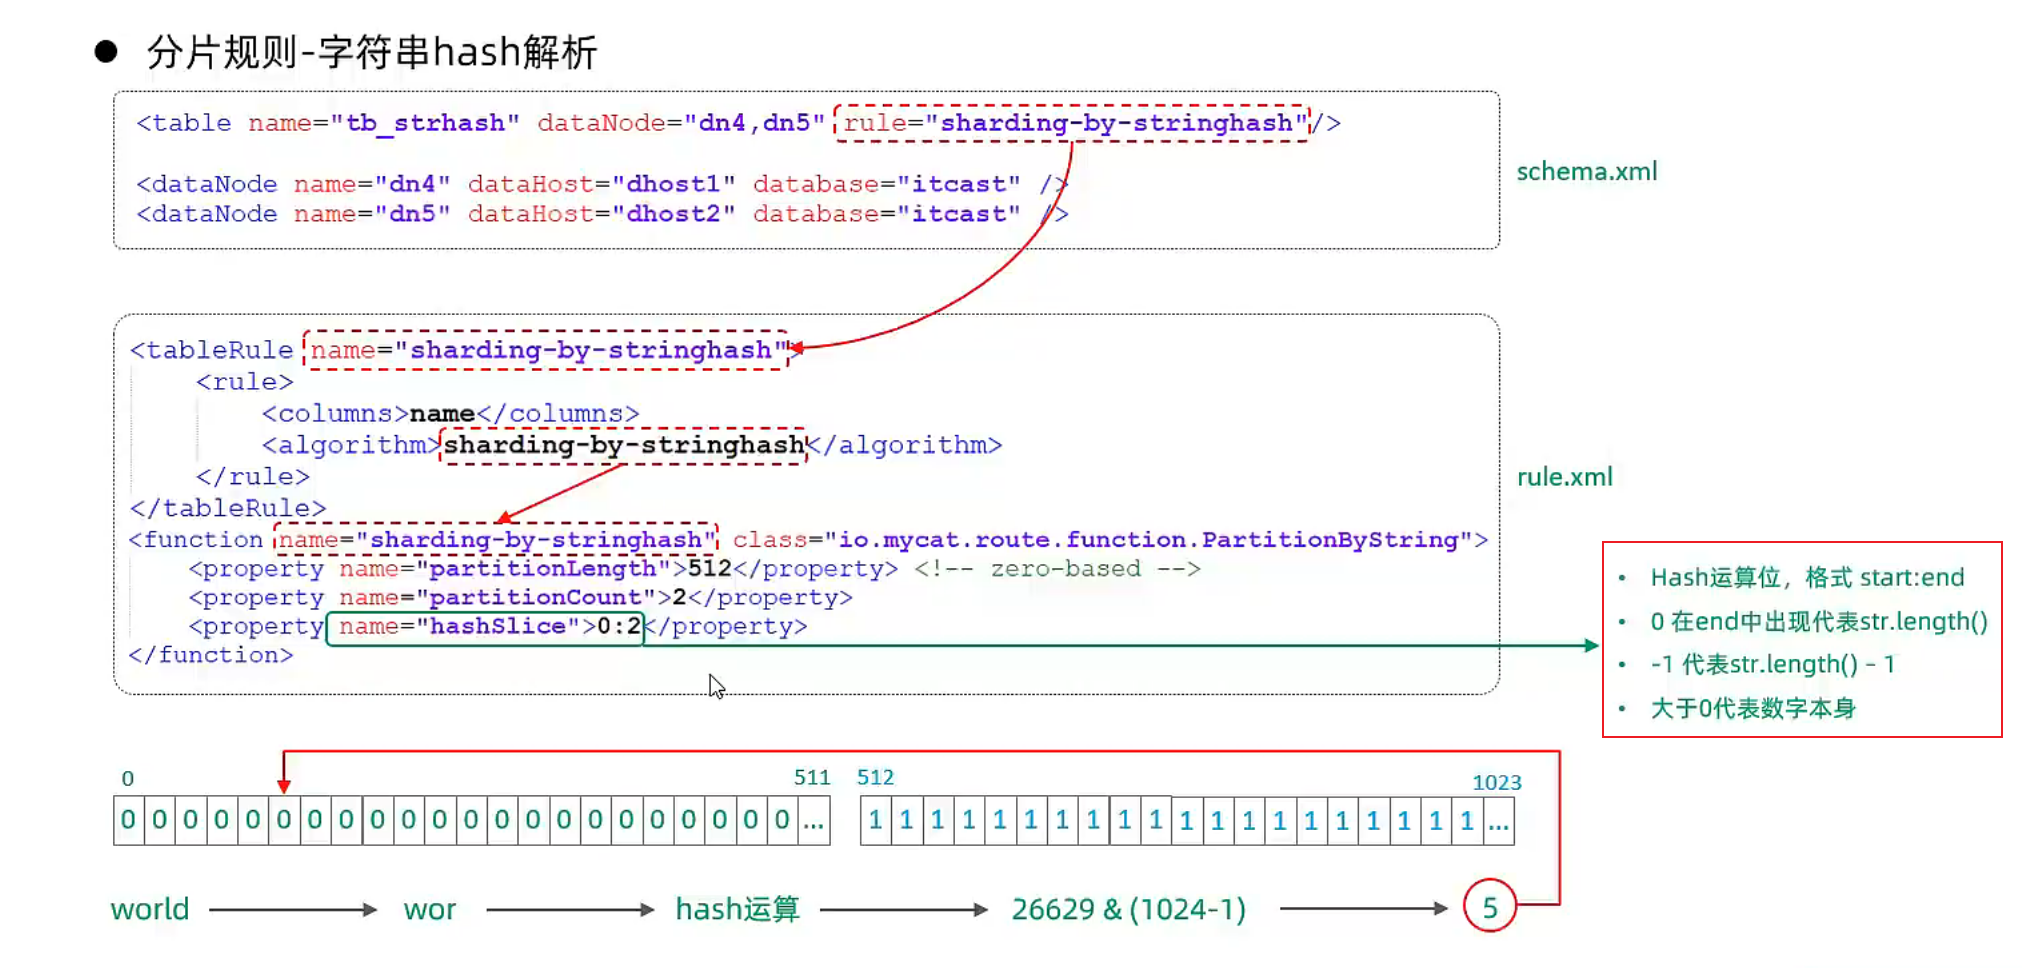 ● 分片规则-字符串hash解析
<table name="tb_strhash" dataNode="dn4,dn5" rule="sharding-by-stringhash"/>
<dataNode name="dn4" dataHost="dhost1" database="itcast" />
<dataNode name="dn5" dataHost="dhost2" database="itcast" />
schema.xml
<tableRule name="sharding-by-stringhash">
<rule>
<columns>name</columns>
<algorithm>sharding-by-stringhash</algorithm>
</rule>
</tableRule>
<function name="sharding-by-stringhash" class="io.mycat.route.function.PartitionByString">
<property name="partitionLength">512</property> <!-- zero-based -->
<property name="partitionCount">2</property>
<property name="hashSlice">0:2</property>
</function>
rule.xml
• Hash运算位，格式 start:end
• 0 在end中出现代表str.length()
• -1 代表str.length() – 1
• 大于0代表数字本身
0 511 512 1023
0 0 0 0 0 0 0 0 0 0 0 0 0 0 0 0 0 0 0 0 0 0 ... 1 1 1 1 1 1 1 1 1 1 1 1 1 1 1 1 1 1 1 1 ...
world wor hash运算 26629 & (1024-1) 5